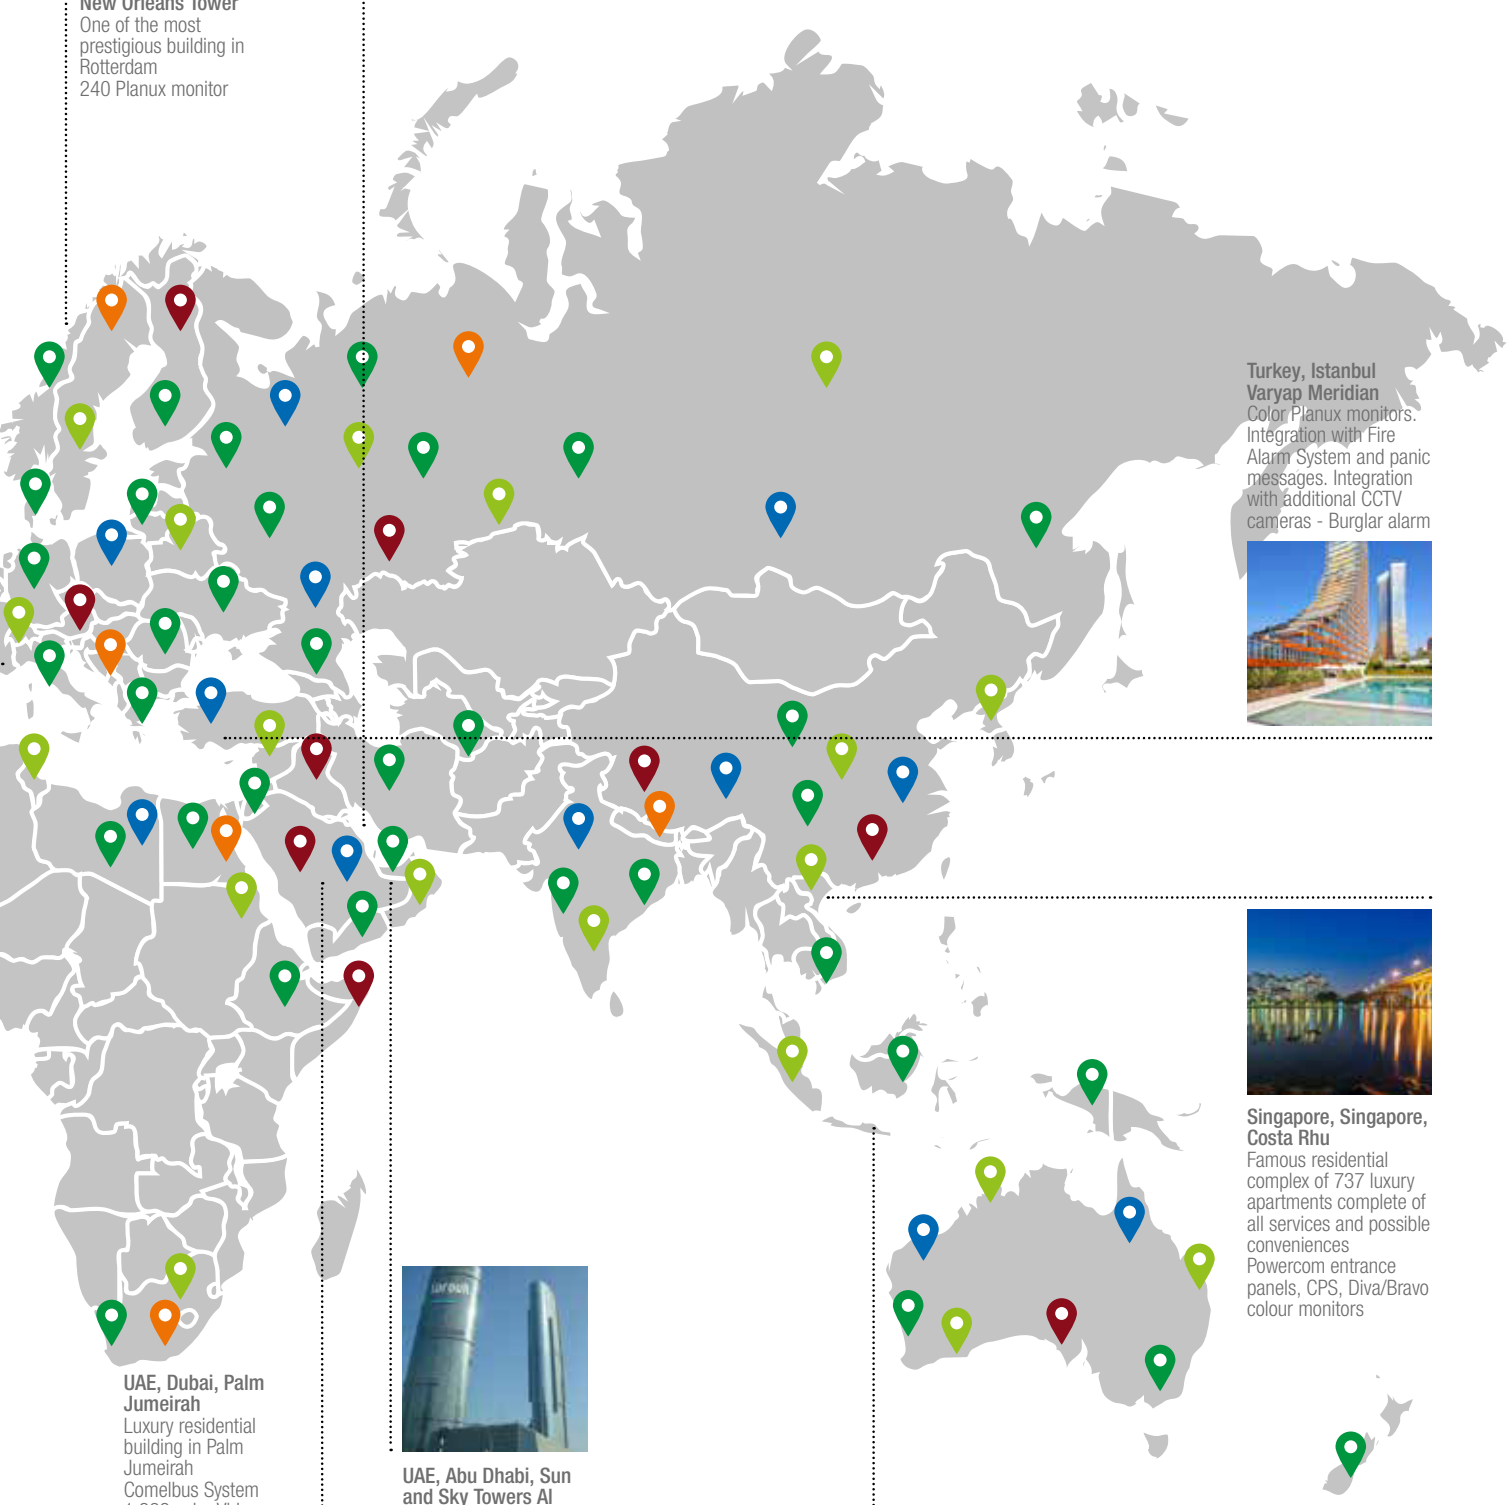 New Orleans Tower
One of the most
prestigious building in
Rotterdam
240 Planux monitor
Turkey, Istanbul
Varyap Meridian
Color Planux monitors.
Integration with Fire
Alarm System and panic
messages. Integration
with additional CCTV
cameras - Burglar alarm
Singapore, Singapore,
Costa Rhu
Famous residential
complex of 737 luxury
apartments complete of
all services and possible
conveniences
Powercom entrance
panels, CPS, Diva/Bravo
colour monitors
UAE, Dubai, Palm
Jumeirah
Luxury residential
building in Palm
Jumeirah
Comelbus System
UAE, Abu Dhabi, Sun
and Sky Towers Al